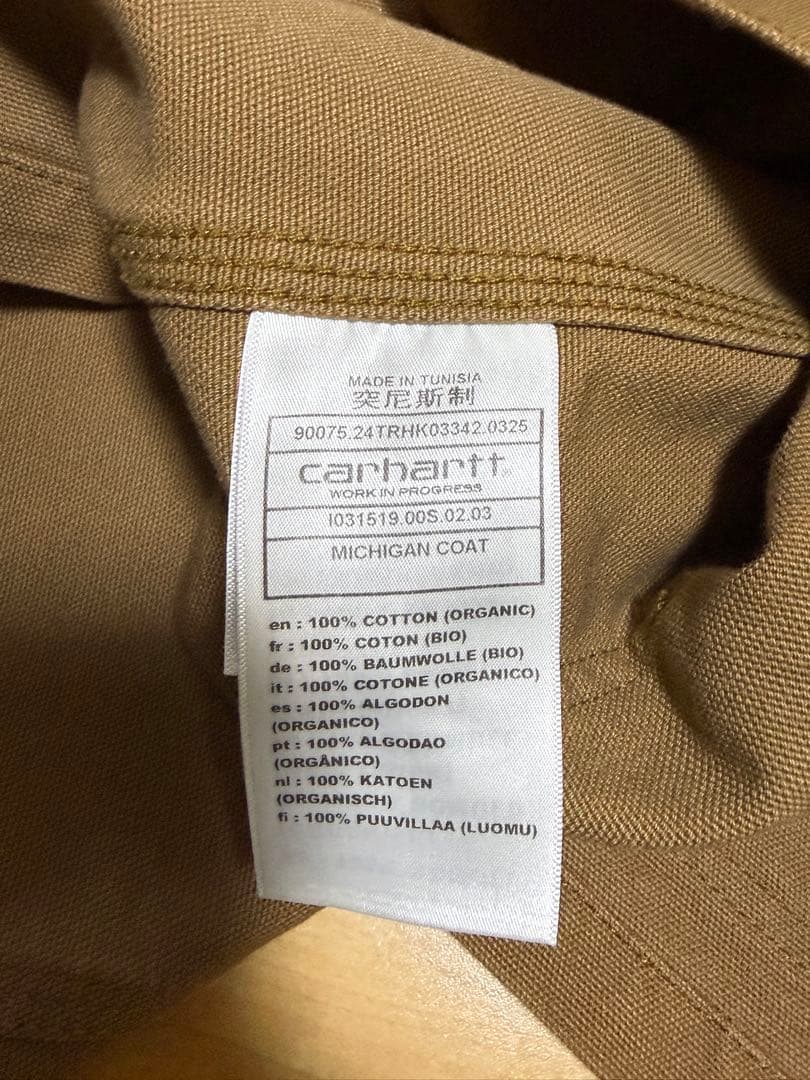 MADE IN TUNISIA
突尼斯制
90075.24TRHK03342.0325
carhartt
WORK IN PROGRESS
I031519.00S.02.03
MICHIGAN COAT
en : 100% COTTON (ORGANIC)
fr : 100% COTON (BIO)
de : 100% BAUMWOLLE (BIO)
it : 100% COTONE (ORGANICO)
es : 100% ALGODON
(ORGANICO)
pt : 100% ALGODAO
(ORGÂNICO)
nl : 100% KATOEN
(ORGANISCH)
fi : 100% PUUVILLAA (LUOMU)